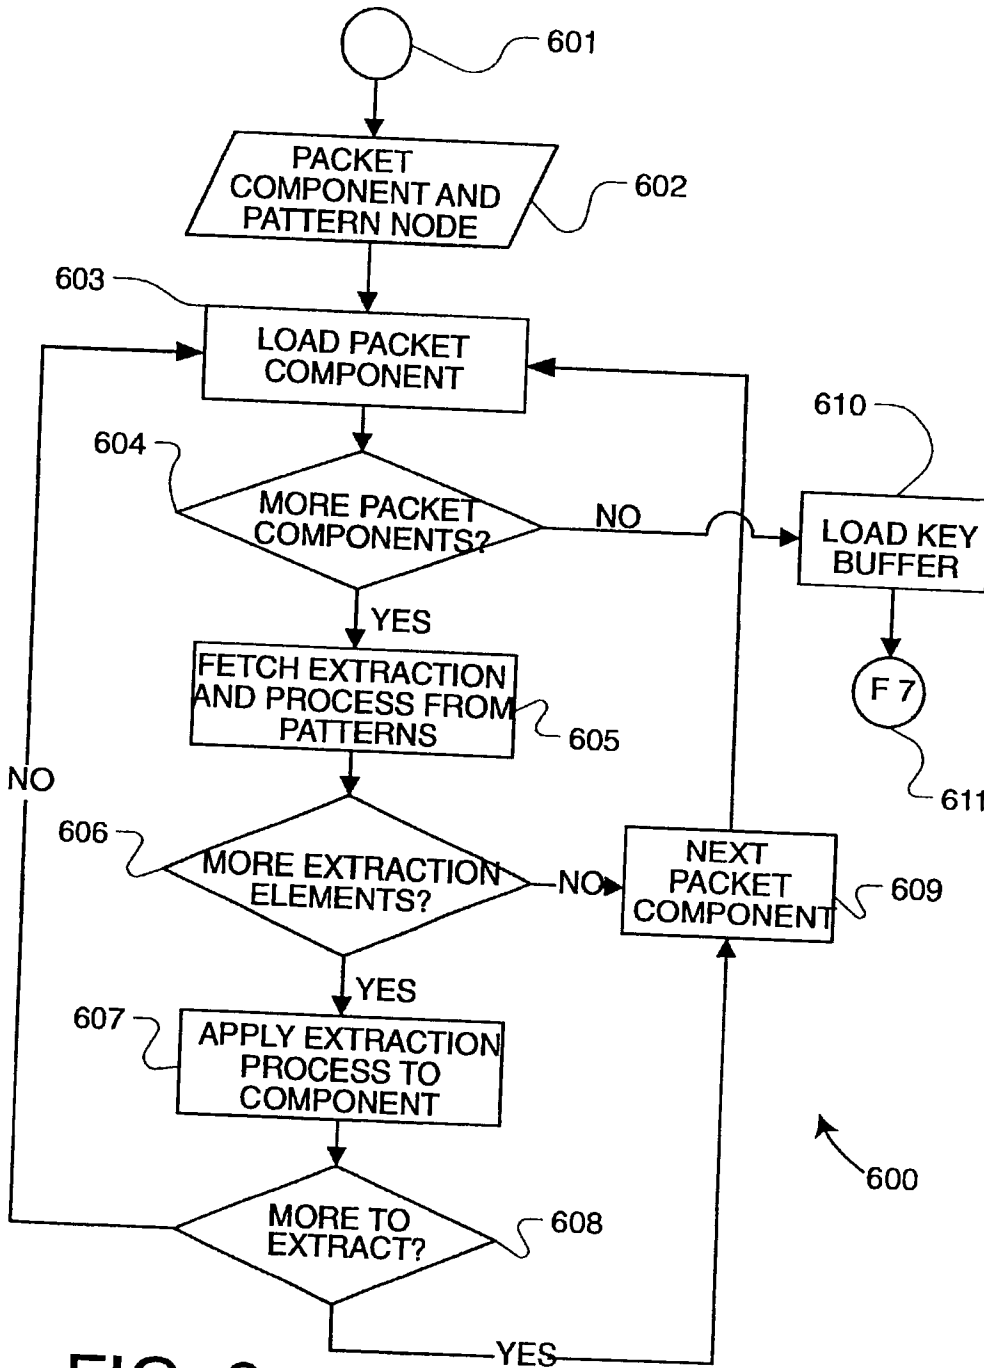 601
PACKET
COMPONENT AND
PATTERN NODE
602
603
LOAD PACKET
COMPONENT
604
MORE PACKET
COMPONENTS?
NO
610
LOAD KEY
BUFFER
YES
FETCH EXTRACTION
AND PROCESS FROM
PATTERNS
605
F 7
611
NO
606
MORE EXTRACTION
ELEMENTS?
NO
NEXT
PACKET
COMPONENT
609
YES
607
APPLY EXTRACTION
PROCESS TO
COMPONENT
600
MORE TO
EXTRACT?
608
YES
FIG.